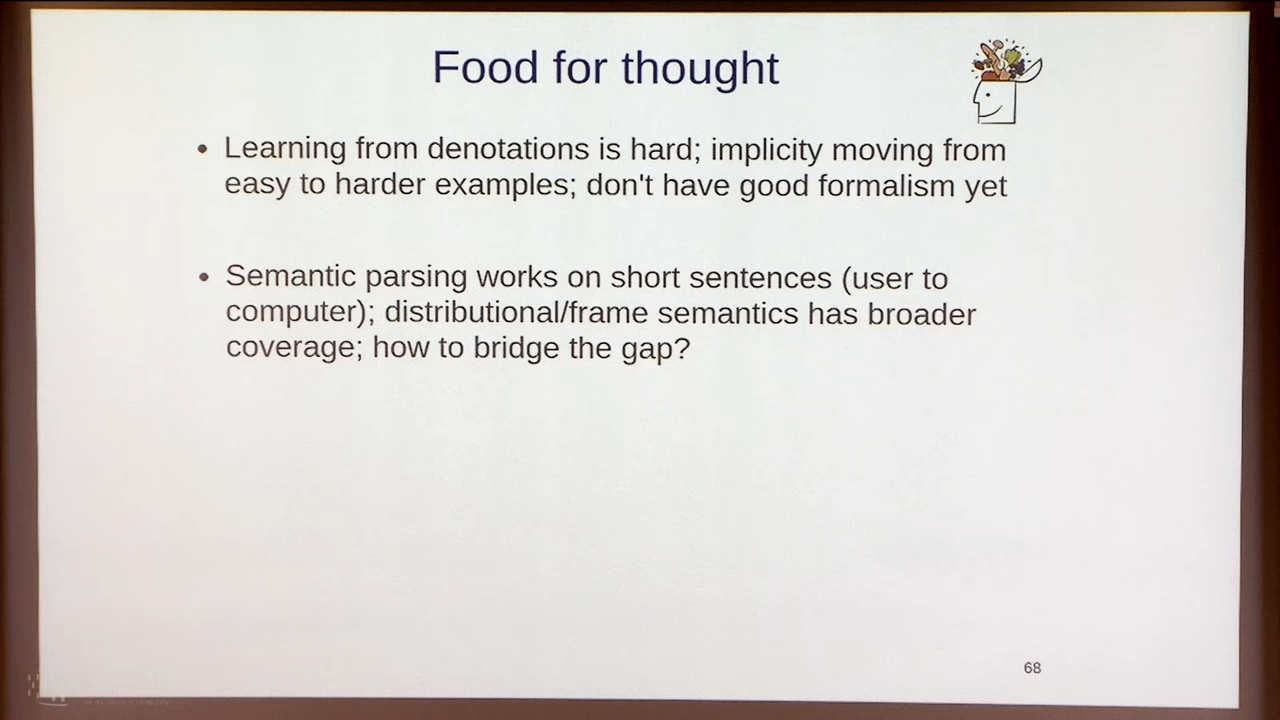 Food for thought
• Learning from denotations is hard; implicity moving from
easy to harder examples; don't have good formalism yet
• Semantic parsing works on short sentences (user to
computer); distributional/frame semantics has broader
coverage; how to bridge the gap?
68